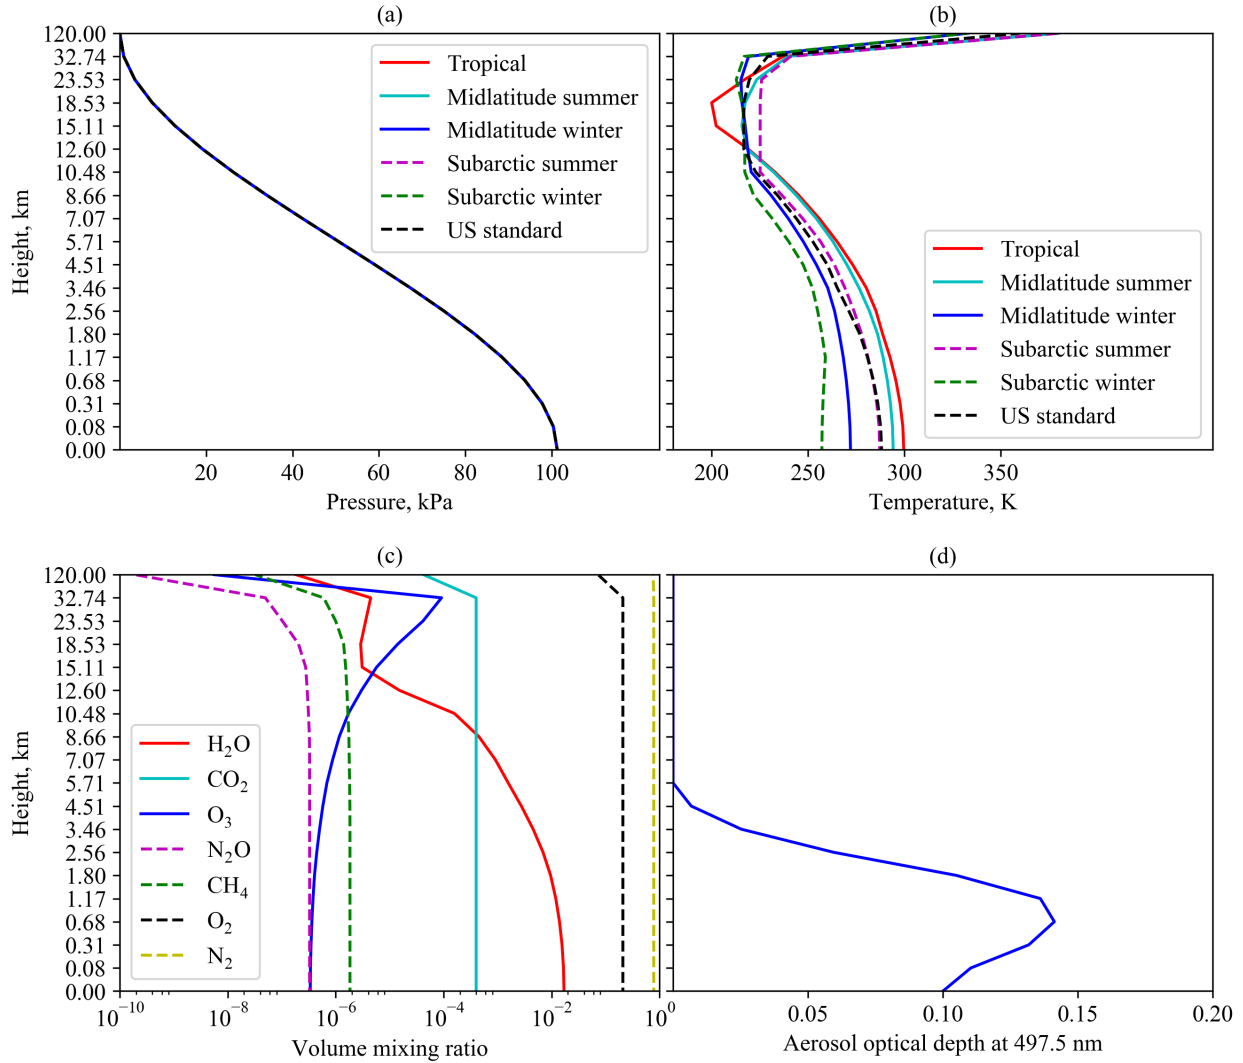 (a)
120.00
32.74
23.53
18.53
15.11
12.60
10.48
8.66
7.07
5.71
4.51
3.46
2.56
1.80
1.17
0.68
0.31
0.08
0.00
Height, km
Tropical
Midlatitude summer
Midlatitude winter
Subarctic summer
Subarctic winter
US standard
20 40 60 80 100
Pressure, kPa
(b)
Tropical
Midlatitude summer
Midlatitude winter
Subarctic summer
Subarctic winter
US standard
200 250 300 350
Temperature, K
(c)
120.00
32.74
23.53
18.53
15.11
12.60
10.48
8.66
7.07
5.71
4.51
3.46
2.56
1.80
1.17
0.68
0.31
0.08
0.00
Height, km
H₂O
CO₂
O₃
N₂O
CH₄
O₂
N₂
10⁻¹⁰ 10⁻⁸ 10⁻⁶ 10⁻⁴ 10⁻² 10
Volume mixing ratio
(d)
0 0.05 0.10 0.15 0.20
Aerosol optical depth at 497.5 nm